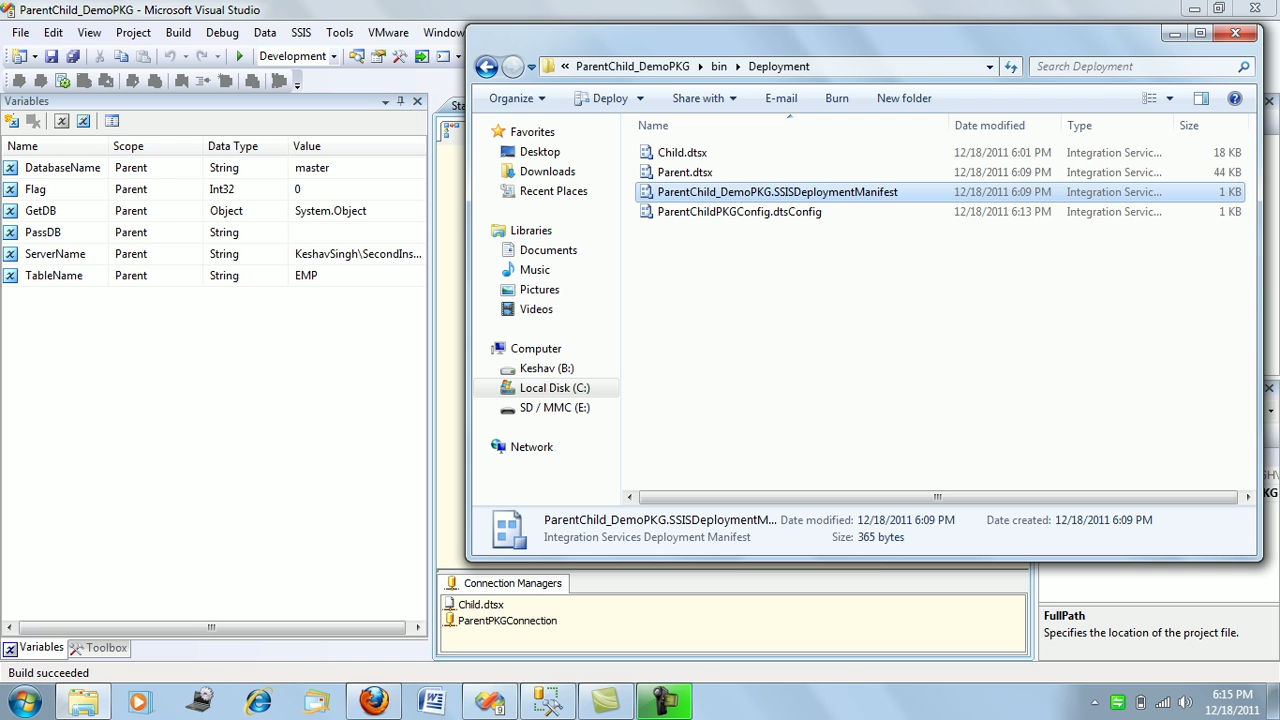 ParentChild_DemoPKG - Microsoft Visual Studio
File Edit View Project Build Debug Data SSIS Tools VMware Window
Development
Variables
Name Scope Data Type Value
DatabaseName Parent String master
Flag Parent Int32 0
GetDB Parent Object System.Object
PassDB Parent String
ServerName Parent String KeshavSingh\SecondIns...
TableName Parent String EMP
Variables Toolbox
Build succeeded
« ParentChild_DemoPKG bin Deployment Search Deployment
Organize Deploy Share with E-mail Burn New folder
Favorites
Desktop
Downloads
Recent Places
Libraries
Documents
Music
Pictures
Videos
Computer
Keshav (B:)
Local Disk (C:)
SD / MMC (E:)
Network
Name Date modified Type Size
Child.dtsx 12/18/2011 6:01 PM Integration Servic... 18 KB
Parent.dtsx 12/18/2011 6:09 PM Integration Servic... 44 KB
ParentChild_DemoPKG.SSISDeploymentManifest 12/18/2011 6:09 PM Integration Servic... 1 KB
ParentChildPKGConfig.dtsConfig 12/18/2011 6:13 PM Integration Servic... 1 KB
ParentChild_DemoPKG.SSISDeploymentM... Date modified: 12/18/2011 6:09 PM Date created: 12/18/2011 6:09 PM
Integration Services Deployment Manifest Size: 365 bytes
Connection Managers
Child.dtsx
ParentPKGConnection
FullPath
Specifies the location of the project file.
6:15 PM
12/18/2011